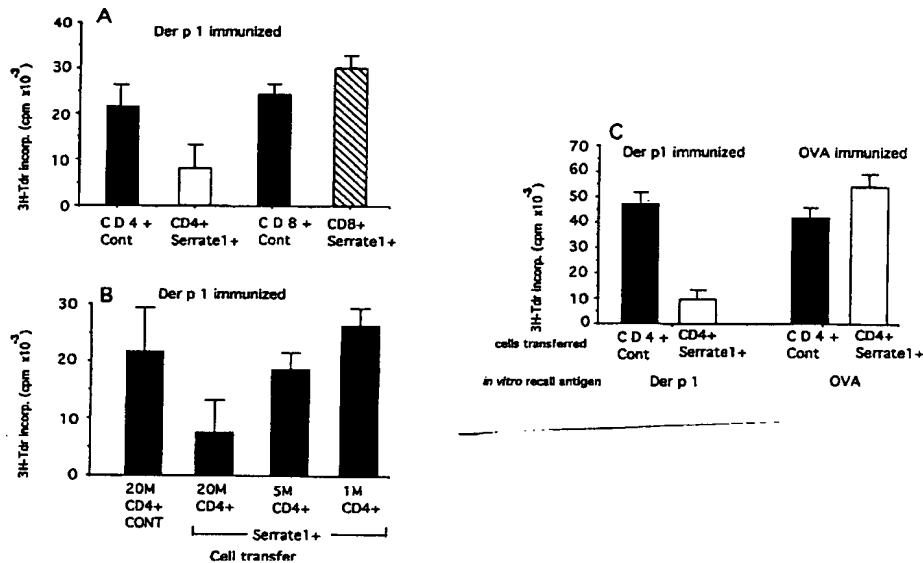 A
Der p 1 immunized
3H-Tdr incorp. (cpm x10⁻³)
40
30
20
10
0
CD4+
Cont
CD4+
Serrate1+
CD8+
Cont
CD8+
Serrate1+
B
Der p 1 immunized
3H-Tdr incorp. (cpm x10⁻³)
30
20
10
0
20M
CD4+
CONT
20M
CD4+
5M
CD4+
1M
CD4+
Serrate1+
Cell transfer
C
Der p1 immunized
OVA immunized
3H-Tdr incorp. (cpm x10⁻³)
70
60
50
40
30
20
10
0
cells transferred
CD4+
Cont
CD4+
Serrate1+
CD4+
Cont
CD4+
Serrate1+
in vitro recall antigen
Der p 1
OVA